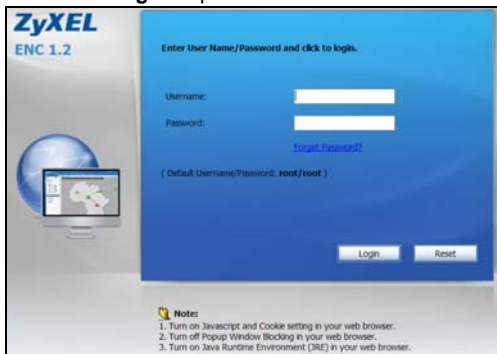 ZyXEL
ENC 1.2
Enter User Name/Password and click to login.
Username:
Password:
Forget Password?
( Default Username/Password: root/root )
Login
Reset
Note:
1. Turn on Javascript and Cookie setting in your web browser.
2. Turn off Popup Window Blocking in your web browser.
3. Turn on Java Runtime Environment (JRE) in your web browser.